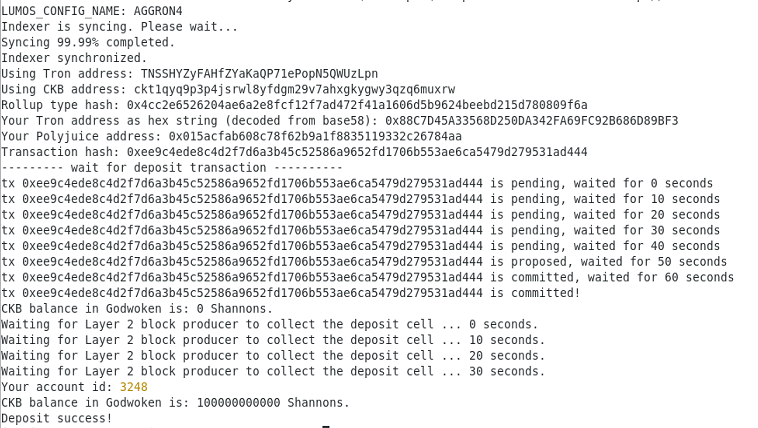 LUMOS_CONFIG_NAME: AGGRON4
Indexer is syncing. Please wait...
Syncing 99.99% completed.
Indexer synchronized.
Using Tron address: TNSSHYZyFAHfZYaKaQP71ePopN5QWUzLpn
Using CKB address: ckt1qyq9p3p4jsrwl8yfdgm29v7ahxgkygwy3qzq6muxrw
Rollup type hash: 0x4cc2e6526204ae6a2e8fcf12f7ad472f41a1606d5b9624beebd215d780809f6a
Your Tron address as hex string (decoded from base58): 0x88C7D45A33568D250DA342FA69FC92B686D89BF3
Your Polyjuice address: 0x015acfab608c78f62b9a1f8835119332c26784aa
Transaction hash: 0xee9c4ede8c4d2f7d6a3b45c52586a9652fd1706b553ae6ca5479d279531ad444
--------- wait for deposit transaction ----------
tx 0xee9c4ede8c4d2f7d6a3b45c52586a9652fd1706b553ae6ca5479d279531ad444 is pending, waited for 0 seconds
tx 0xee9c4ede8c4d2f7d6a3b45c52586a9652fd1706b553ae6ca5479d279531ad444 is pending, waited for 10 seconds
tx 0xee9c4ede8c4d2f7d6a3b45c52586a9652fd1706b553ae6ca5479d279531ad444 is pending, waited for 20 seconds
tx 0xee9c4ede8c4d2f7d6a3b45c52586a9652fd1706b553ae6ca5479d279531ad444 is pending, waited for 30 seconds
tx 0xee9c4ede8c4d2f7d6a3b45c52586a9652fd1706b553ae6ca5479d279531ad444 is pending, waited for 40 seconds
tx 0xee9c4ede8c4d2f7d6a3b45c52586a9652fd1706b553ae6ca5479d279531ad444 is proposed, waited for 50 seconds
tx 0xee9c4ede8c4d2f7d6a3b45c52586a9652fd1706b553ae6ca5479d279531ad444 is committed, waited for 60 seconds
tx 0xee9c4ede8c4d2f7d6a3b45c52586a9652fd1706b553ae6ca5479d279531ad444 is committed!
CKB balance in Godwoken is: 0 Shannons.
Waiting for Layer 2 block producer to collect the deposit cell ... 0 seconds.
Waiting for Layer 2 block producer to collect the deposit cell ... 10 seconds.
Waiting for Layer 2 block producer to collect the deposit cell ... 20 seconds.
Waiting for Layer 2 block producer to collect the deposit cell ... 30 seconds.
Your account id: 3248
CKB balance in Godwoken is: 100000000000 Shannons.
Deposit success!